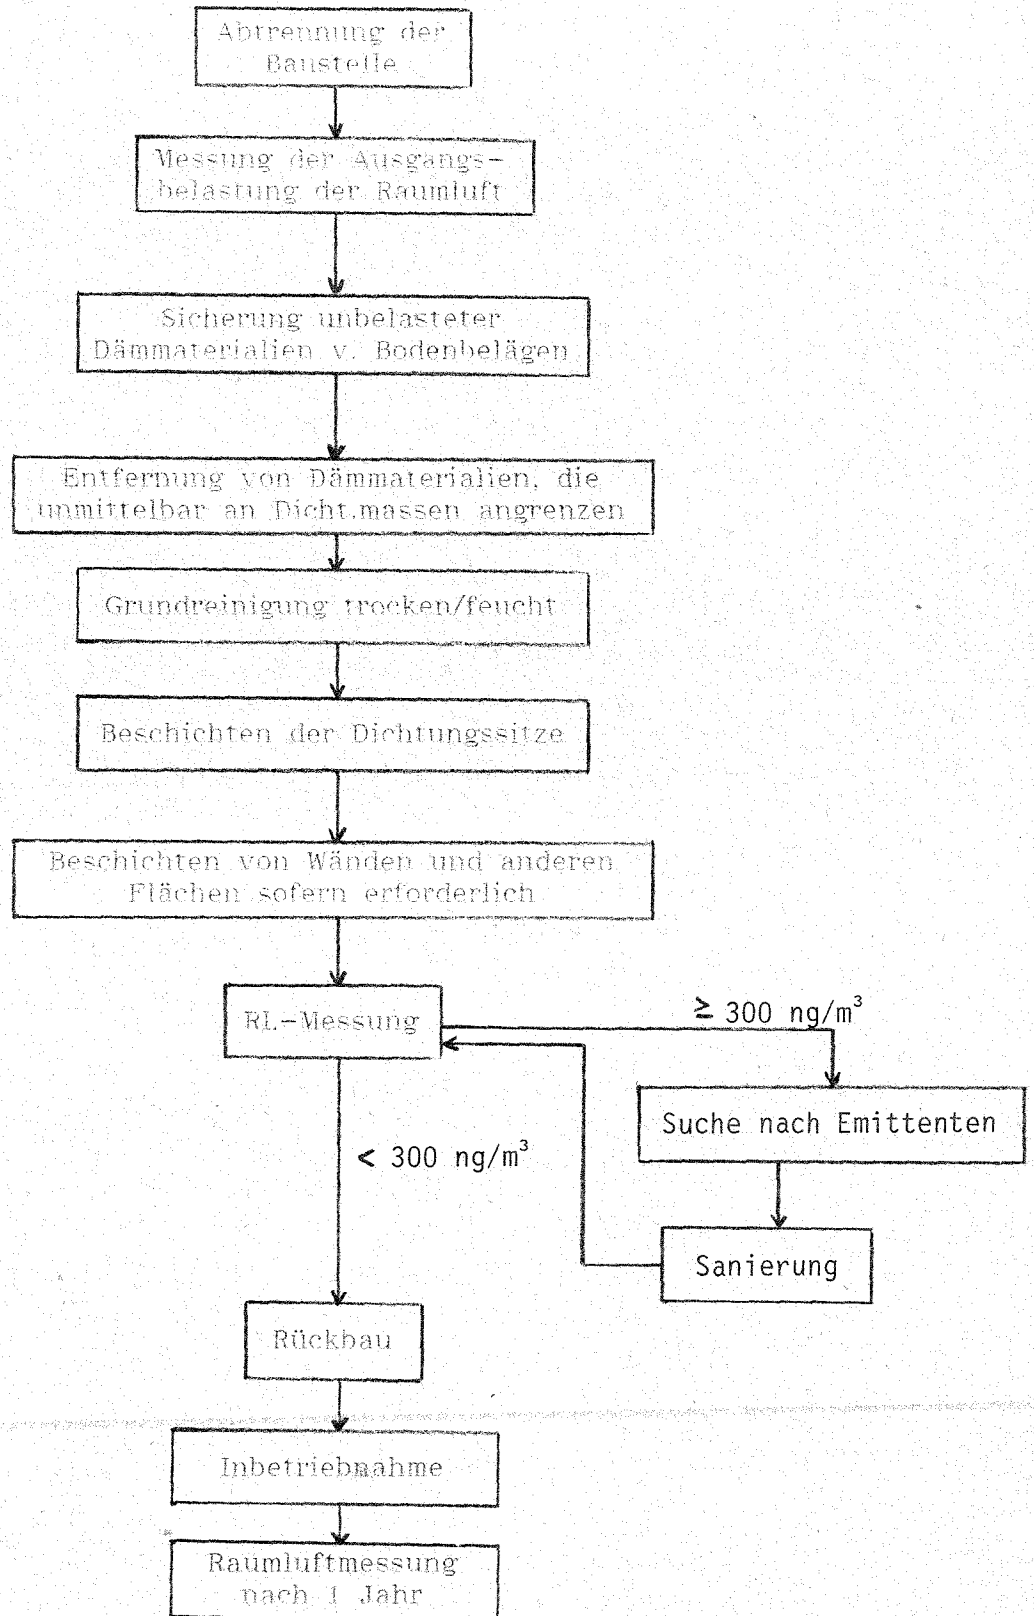 Abtrennung der
Baustelle
Messung der Ausgangs-
belastung der Raumluft
Sicherung unbelasteter
Dämmaterialien v. Bodenbelägen
Entfernung von Dämmaterialien, die
unmittelbar an Dicht.massen angrenzen
Grundreinigung trocken/feucht
Beschichten der Dichtungssitze
Beschichten von Wänden und anderen
Flächen sofern erforderlich
RL-Messung
≥ 300 ng/m³
Suche nach Emittenten
< 300 ng/m³
Sanierung
Rückbau
Inbetriebnahme
Raumluftmessung
nach 1 Jahr